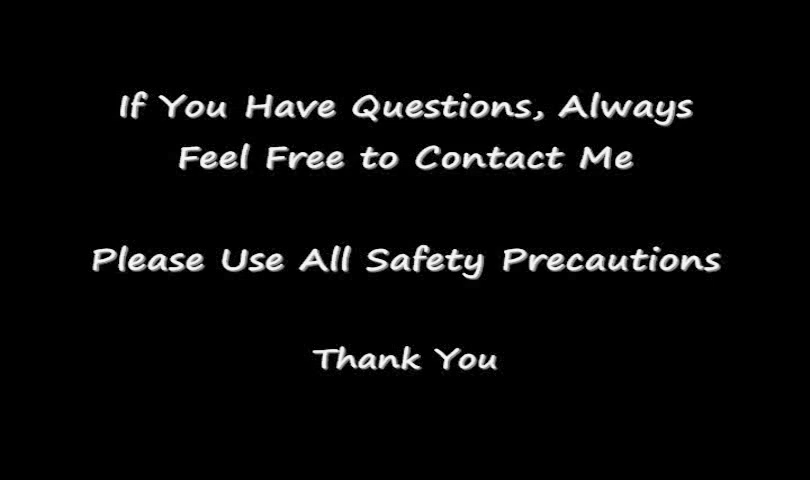 If You Have Questions, Always
Feel Free to Contact Me
Please Use All Safety Precautions
Thank You